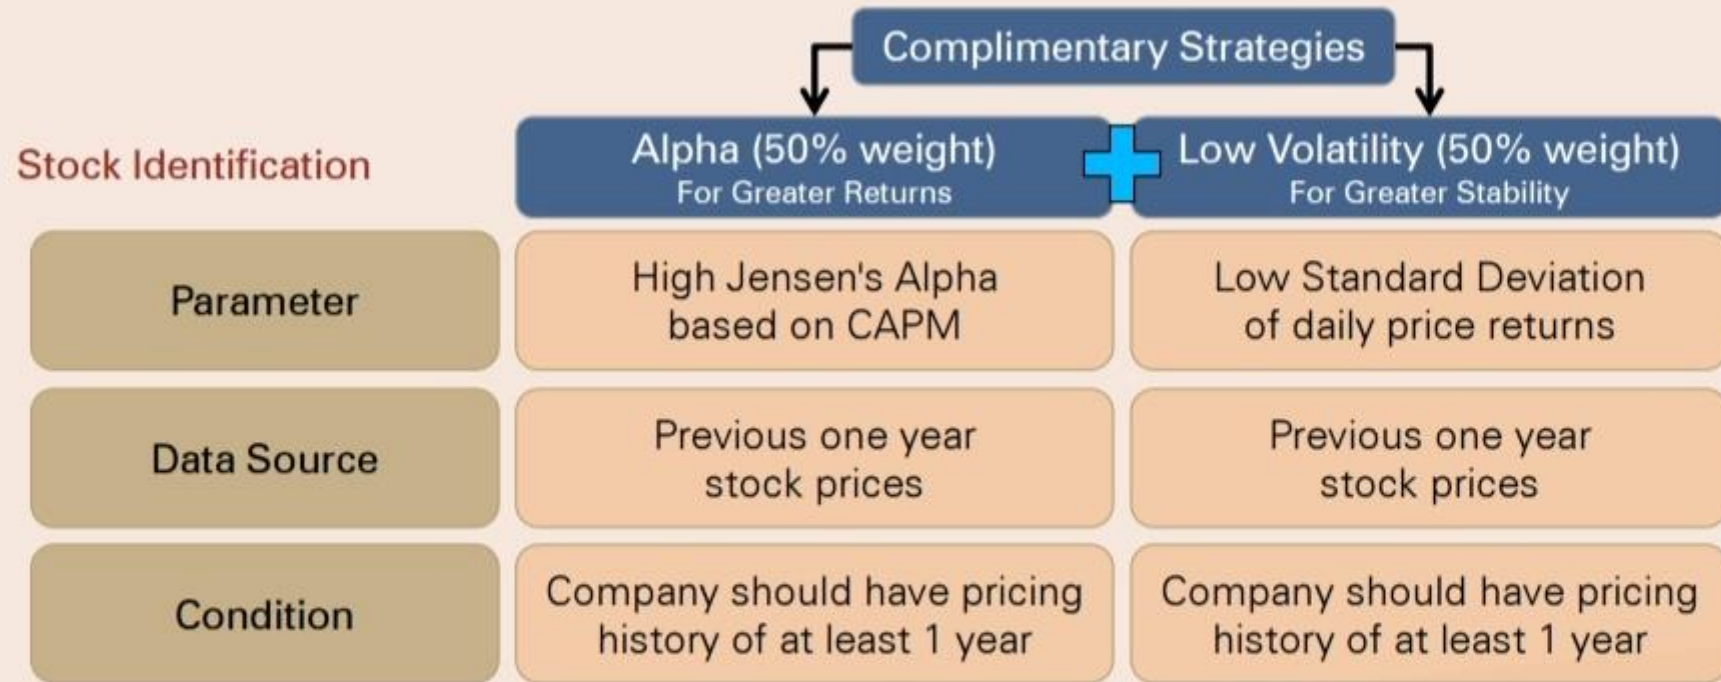 Complimentary Strategies
Stock Identification
Alpha (50% weight)
For Greater Returns
Low Volatility (50% weight)
For Greater Stability
Parameter
High Jensen's Alpha
based on CAPM
Low Standard Deviation
of daily price returns
Data Source
Previous one year
stock prices
Previous one year
stock prices
Condition
Company should have pricing
history of at least 1 year
Company should have pricing
history of at least 1 year